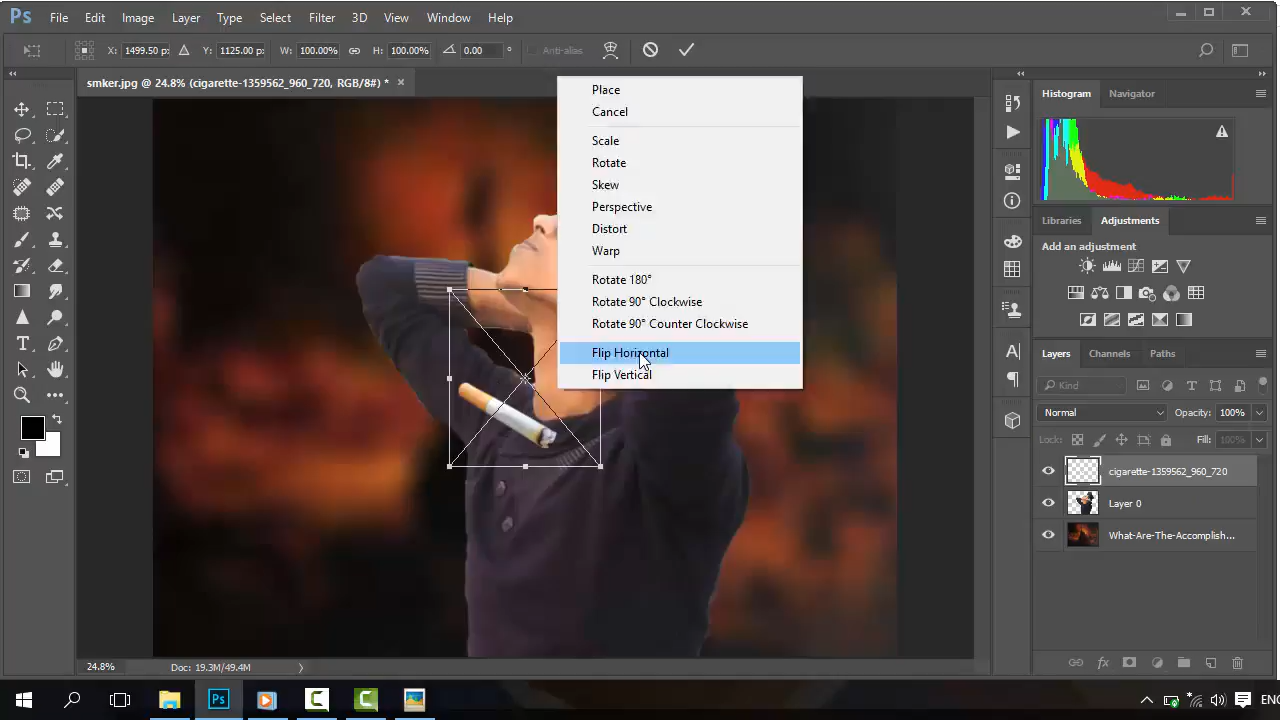 Ps File Edit Image Layer Type Select Filter 3D View Window Help
X: 1499.50 p: Y: 1125.00 p: W: 100.00% H: 100.00% 0.00 ° Anti-alias
smker.jpg @ 24.8% (cigarette-1359562_960_720, RGB/8#) * ×
Place
Cancel
Scale
Rotate
Skew
Perspective
Distort
Warp
Rotate 180°
Rotate 90° Clockwise
Rotate 90° Counter Clockwise
Flip Horizontal
Flip Vertical
Histogram Navigator
Libraries Adjustments
Add an adjustment
Layers Channels Paths
Kind
Normal Opacity: 100%
Lock: Fill: 100%
cigarette-1359562_960_720
Layer 0
What-Are-The-Accomplish...
24.8% Doc: 19.3M/49.4M
Ps ENG